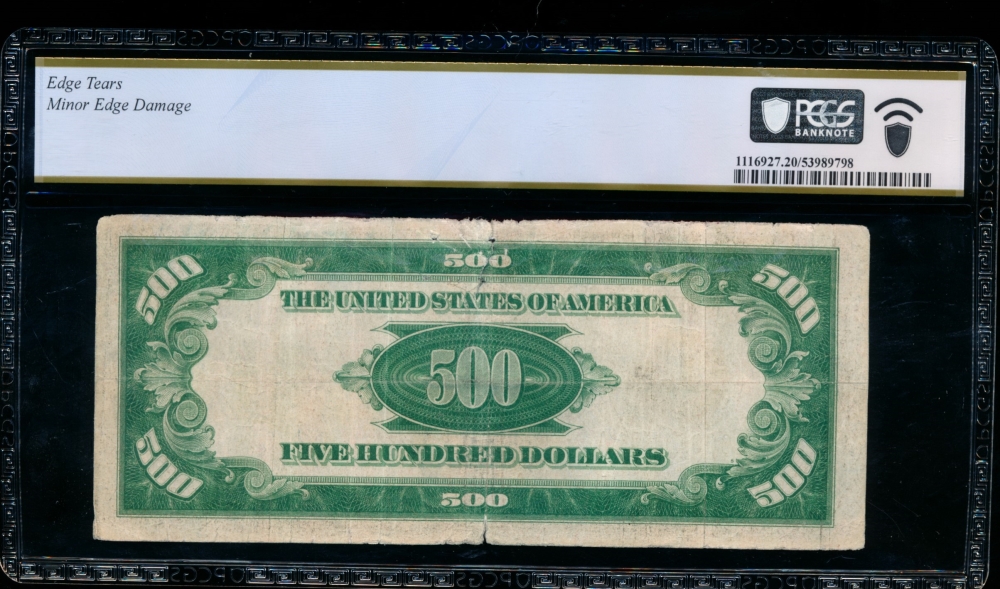 Edge Tears
Minor Edge Damage
PCGS
BANKNOTE
1116927.20/53989798
500
500
500
THE UNITED STATES OF AMERICA
500
FIVE HUNDRED DOLLARS
500
500
500